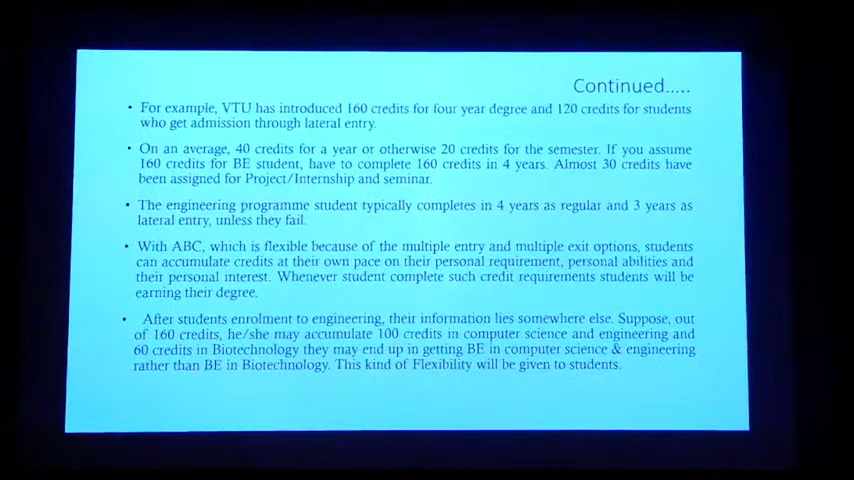 Continued.....
• For example, VTU has introduced 160 credits for four year degree and 120 credits for students
who get admission through lateral entry.
• On an average, 40 credits for a year or otherwise 20 credits for the semester. If you assume
160 credits for BE student, have to complete 160 credits in 4 years. Almost 30 credits have
been assigned for Project/Internship and seminar.
• The engineering programme student typically completes in 4 years as regular and 3 years as
lateral entry, unless they fail.
• With ABC, which is flexible because of the multiple entry and multiple exit options, students
can accumulate credits at their own pace on their personal requirement, personal abilities and
their personal interest. Whenever student complete such credit requirements students will be
earning their degree.
• After students enrolment to engineering, their information lies somewhere else. Suppose, out
of 160 credits, he/she may accumulate 100 credits in computer science and engineering and
60 credits in Biotechnology they may end up in getting BE in computer science & engineering
rather than BE in Biotechnology. This kind of Flexibility will be given to students.